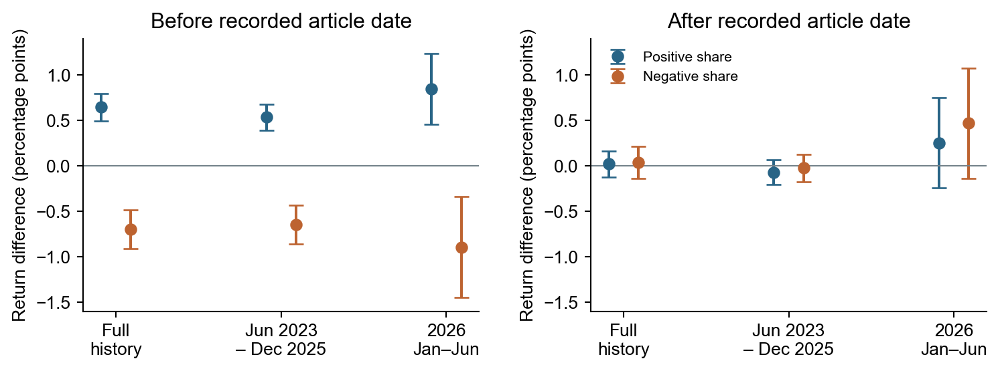 Before recorded article date
Return difference (percentage points)
1.0
0.5
0.0
−0.5
−1.0
−1.5
Full
history
Jun 2023
– Dec 2025
2026
Jan–Jun
After recorded article date
Return difference (percentage points)
Positive share
Negative share
1.0
0.5
0.0
−0.5
−1.0
−1.5
Full
history
Jun 2023
– Dec 2025
2026
Jan–Jun